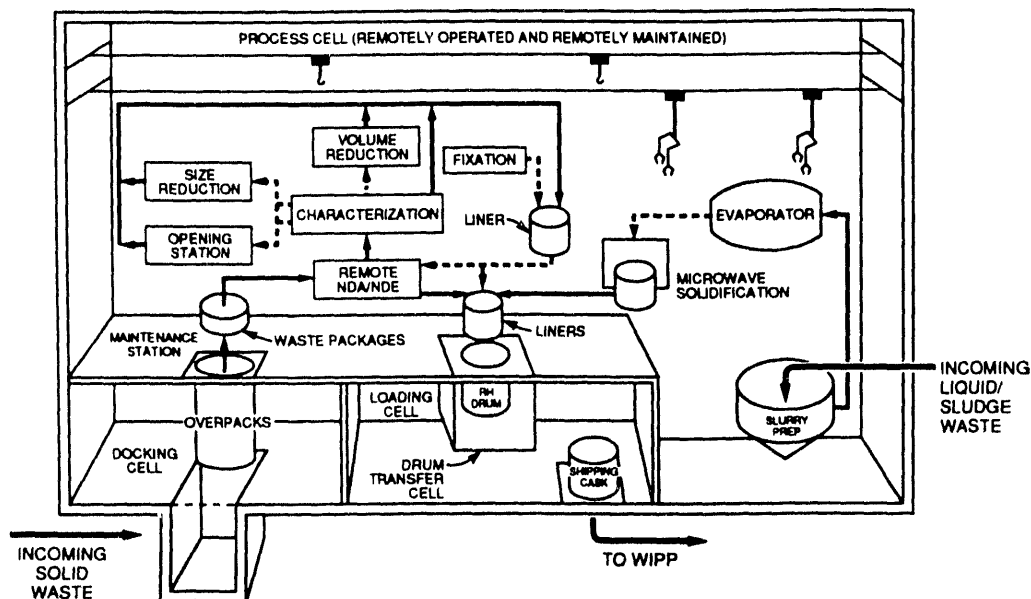 PROCESS CELL (REMOTELY OPERATED AND REMOTELY MAINTAINED)
VOLUME
REDUCTION
FIXATION
SIZE
REDUCTION
CHARACTERIZATION
LINER
EVAPORATOR
OPENING
STATION
REMOTE
NDA/NDE
MICROWAVE
SOLIDIFICATION
MAINTENANCE
STATION
WASTE PACKAGES
LINERS
INCOMING
LIQUID/
SLUDGE
WASTE
LOADING
CELL
RH
DRUM
OVERPACKS
SLURRY
PREP
DOCKING
CELL
DRUM
TRANSFER
CELL
SHIPPING
CASK
INCOMING
SOLID
WASTE
TO WIPP